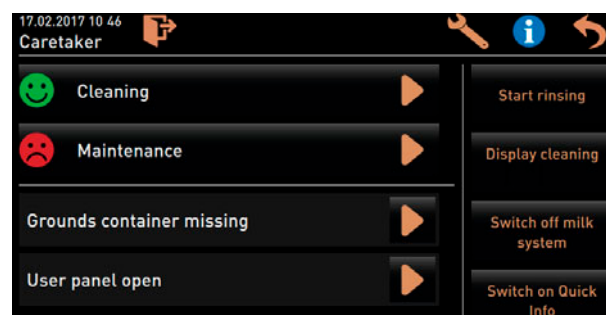 17.02.2017 10 46
Caretaker
i
Cleaning
Maintenance
Grounds container missing
User panel open
Start rinsing
Display cleaning
Switch off milk
system
Switch on Quick
Info